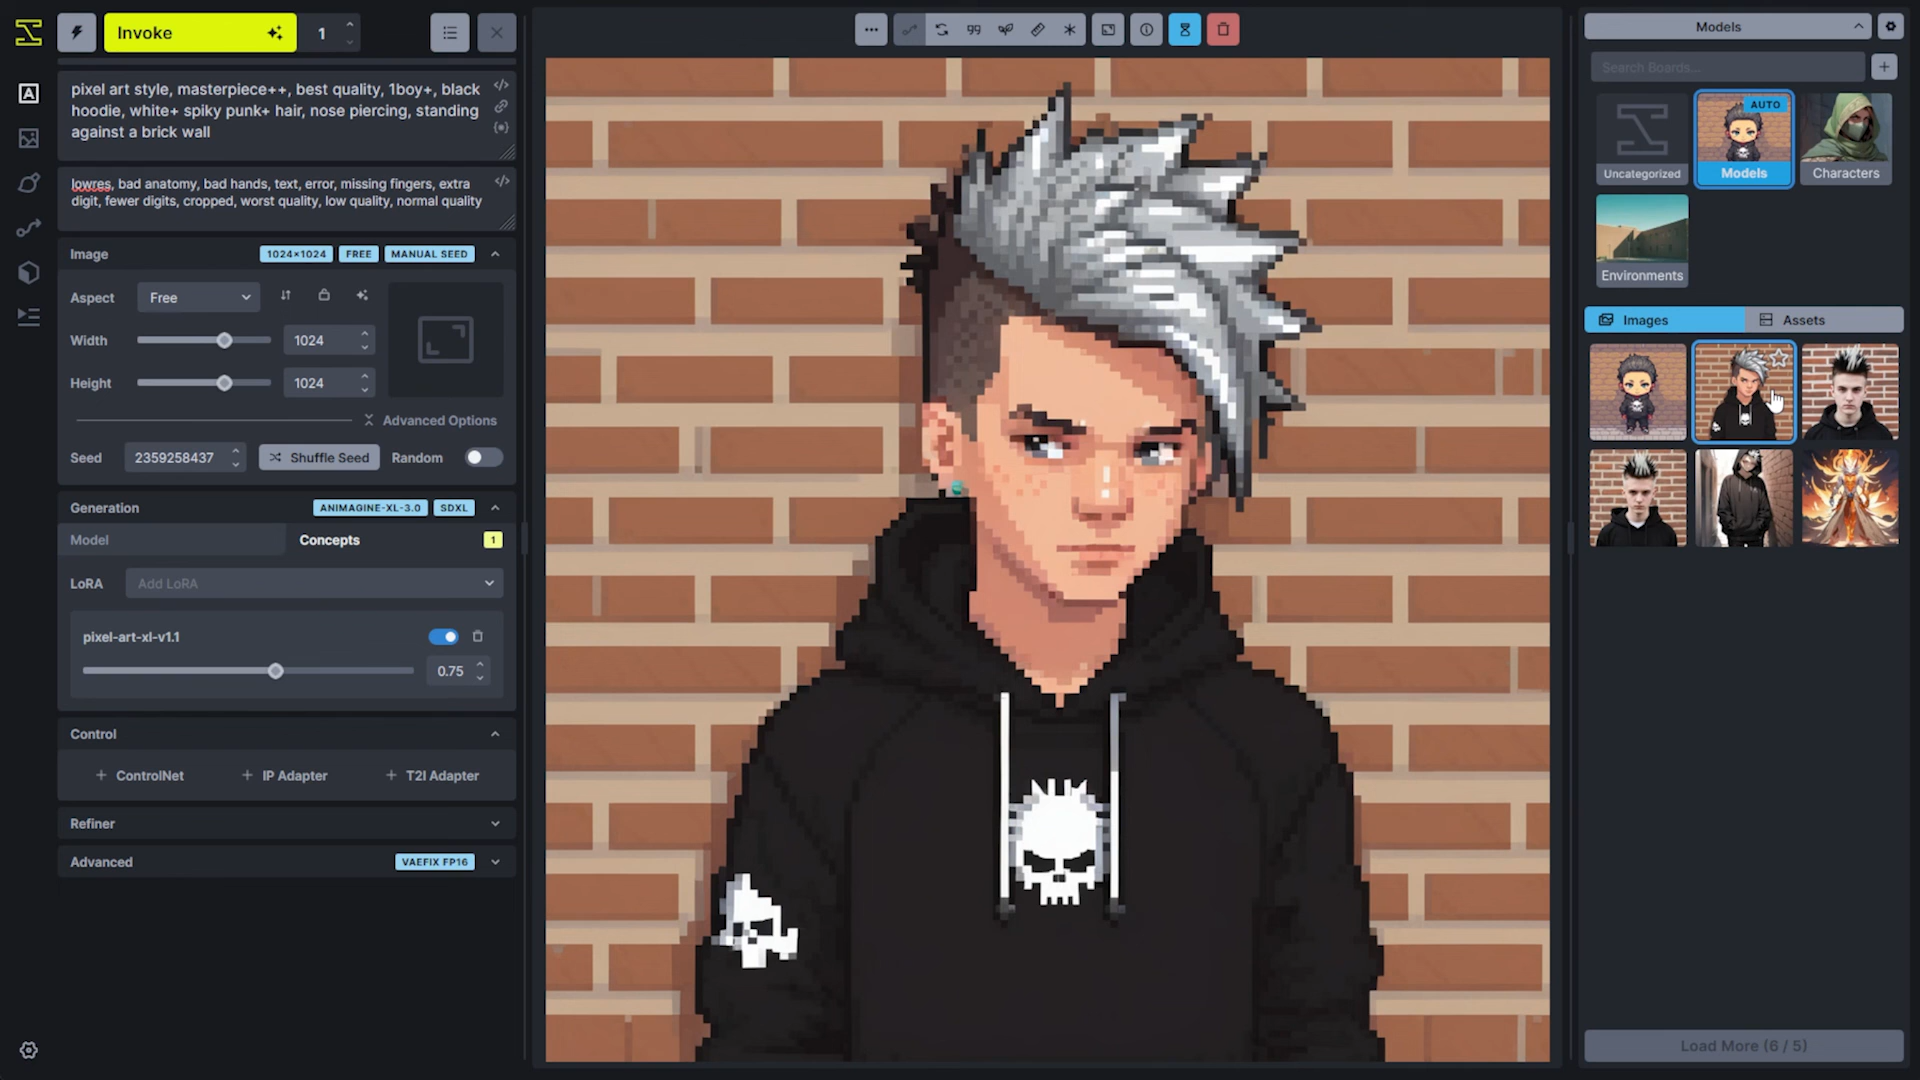 Invoke
1
pixel art style, masterpiece++, best quality, 1boy+, black
hoodie, white+ spiky punk+ hair, nose piercing, standing
against a brick wall
lowres, bad anatomy, bad hands, text, error, missing fingers, extra
digit, fewer digits, cropped, worst quality, low quality, normal quality
Image
1024×1024
FREE
MANUAL SEED
Aspect
Free
Width
1024
Height
1024
Advanced Options
Seed
2359258437
Shuffle Seed
Random
Generation
ANIMAGINE-XL-3.0
SDXL
Model
Concepts
1
LoRA
Add LoRA
pixel-art-xl-v1.1
0.75
Control
+ ControlNet
+ IP Adapter
+ T2I Adapter
Refiner
Advanced
VAEFIX FP16
Models
Search Boards...
Uncategorized
AUTO
Models
Characters
Environments
Images
Assets
Load More (6 / 5)